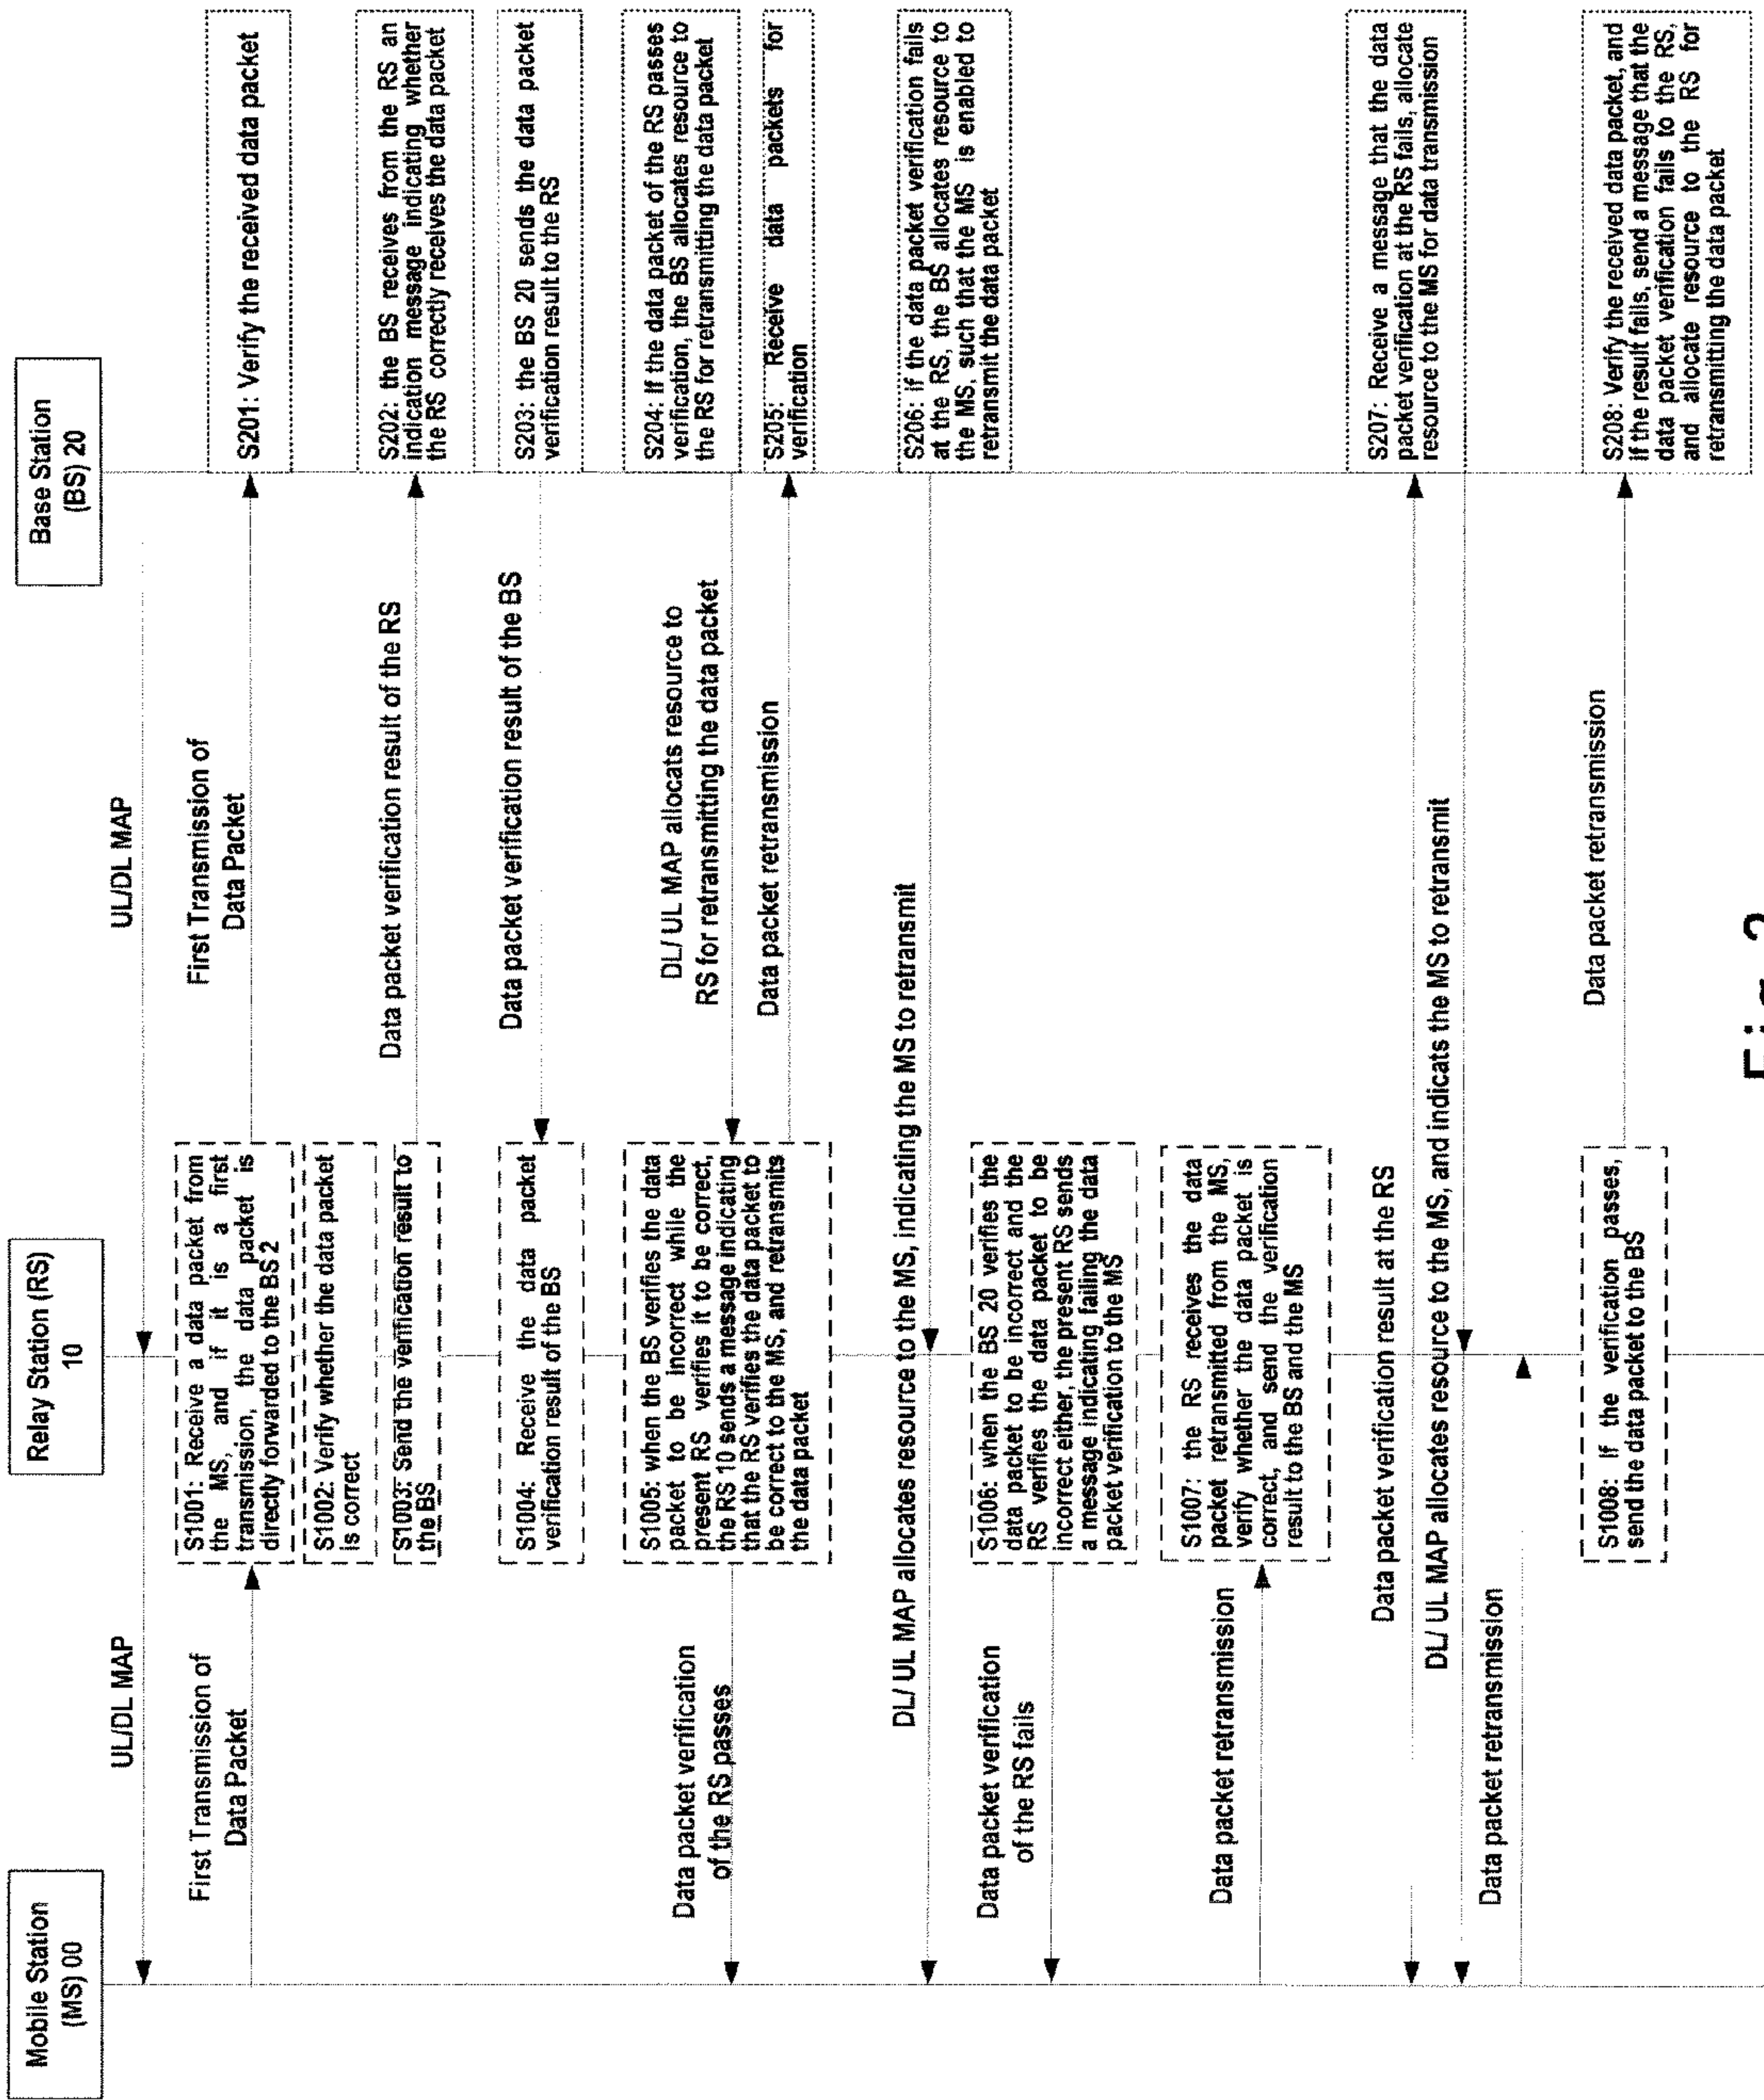 Mobile Station
(MS) 00
Relay Station (RS)
10
Base Station
(BS) 20
UL/DL MAP
UL/DL MAP
First Transmission of
Data Packet
S1001: Receive a data packet from
the MS, and if it is a first
transmission, the data packet is
directly forwarded to the BS 2
First Transmission of
Data Packet
S201: Verify the received data packet
S1002: Verify whether the data packet
is correct
S1003: Send the verification result to
the BS
Data packet verification result of the RS
S202: the BS receives from the RS an
indication message indicating whether
the RS correctly receives the data packet
S1004: Receive the data packet
verification result of the BS
Data packet verification result of the BS
S203: the BS 20 sends the data packet
verification result to the RS
Data packet verification
of the RS passes
S1005: when the BS verifies the data
packet to be incorrect while the
present RS verifies it to be correct,
the RS 10 sends a message indicating
that the RS verifies the data packet to
be correct to the MS, and retransmits
the data packet
DL/ UL MAP allocats resource to
RS for retransmitting the data packet
S204: If the data packet of the RS passes
verification, the BS allocates resource to
the RS for retransmitting the data packet
Data packet retransmission
S205: Receive data packets for
verification
DL/ UL MAP allocates resource to the MS, indicating the MS to retransmit
S206: if the data packet verification fails
at the RS, the BS allocates resource to
the MS, such that the MS is enabled to
retransmit the data packet
Data packet verification
of the RS fails
S1006: when the BS 20 verifies the
data packet to be incorrect and the
RS verifies the data packet to be
incorrect either, the present RS sends
a message indicating failing the data
packet verification to the MS
Data packet retransmission
S1007: the RS receives the data
packet retransmitted from the MS,
verify whether the data packet is
correct, and send the verification
result to the BS and the MS
Data packet verification result at the RS
S207: Receive a message that the data
packet verification at the RS fails, allocate
resource to the MS for data transmission
DL/ UL MAP allocates resource to the MS, and indicats the MS to retransmit
Data packet retransmission
S1008: If the verification passes,
send the data packet to the BS
Data packet retransmission
S208: Verify the received data packet, and
if the result fails, send a message that the
data packet verification fails to the RS,
and allocate resource to the RS for
retransmitting the data packet
Fig. 2